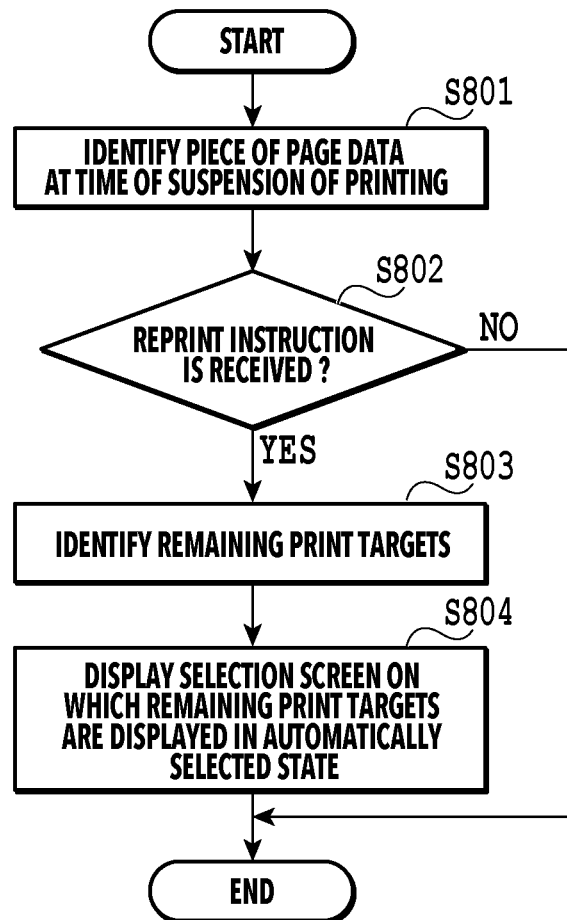 START
S801
IDENTIFY PIECE OF PAGE DATA
AT TIME OF SUSPENSION OF PRINTING
S802
REPRINT INSTRUCTION
IS RECEIVED ?
NO
YES
S803
IDENTIFY REMAINING PRINT TARGETS
S804
DISPLAY SELECTION SCREEN ON
WHICH REMAINING PRINT TARGETS
ARE DISPLAYED IN AUTOMATICALLY
SELECTED STATE
END